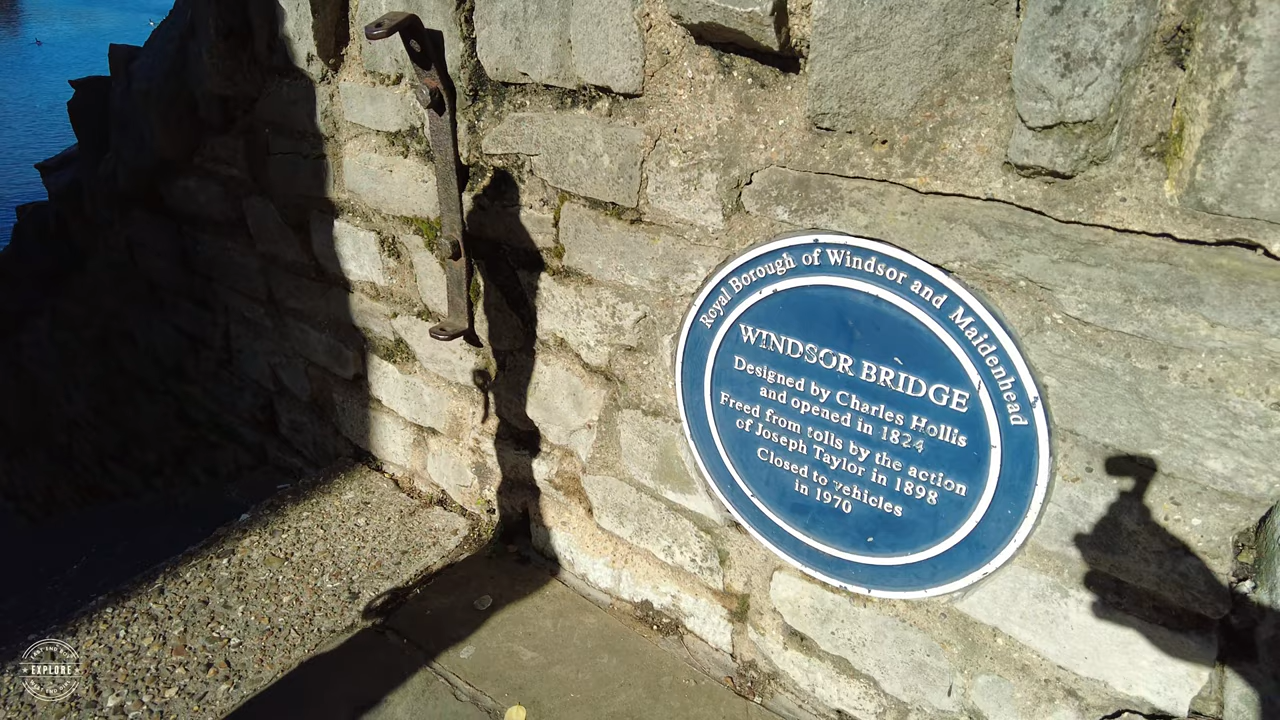 Royal Borough of Windsor and Maidenhead
WINDSOR BRIDGE
Designed by Charles Hollis
and opened in 1824
Freed from tolls by the action
of Joseph Taylor in 1898
Closed to vehicles
in 1970
EXPLORE